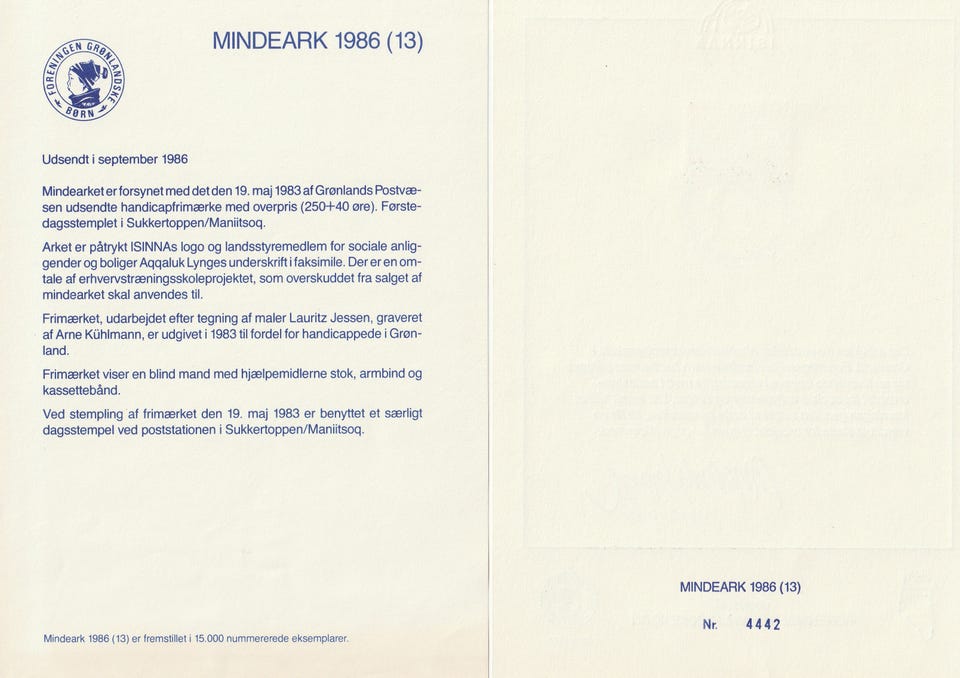 FORENINGEN GRØNLANDSKE BØRN
MINDEARK 1986 (13)
Udsendt i september 1986
Mindearket er forsynet med det den 19. maj 1983 af Grønlands Postvæ-
sen udsendte handicapfrimærke med overpris (250+40 øre). Første-
dagsstemplet i Sukkertoppen/Maniitsoq.
Arket er påtrykt ISINNAs logo og landsstyremedlem for sociale anlig-
gender og boliger Aqqaluk Lynges underskrift i faksimile. Der er en om-
tale af erhvervstræningsskoleprojektet, som overskuddet fra salget af
mindearket skal anvendes til.
Frimærket, udarbejdet efter tegning af maler Lauritz Jessen, graveret
af Arne Kühlmann, er udgivet i 1983 til fordel for handicappede i Grøn-
land.
Frimærket viser en blind mand med hjælpemidlerne stok, armbind og
kassettebånd.
Ved stempling af frimærket den 19. maj 1983 er benyttet et særligt
dagsstempel ved poststationen i Sukkertoppen/Maniitsoq.
Mindeark 1986 (13) er fremstillet i 15.000 nummererede eksemplarer.
MINDEARK 1986 (13)
Nr. 4442